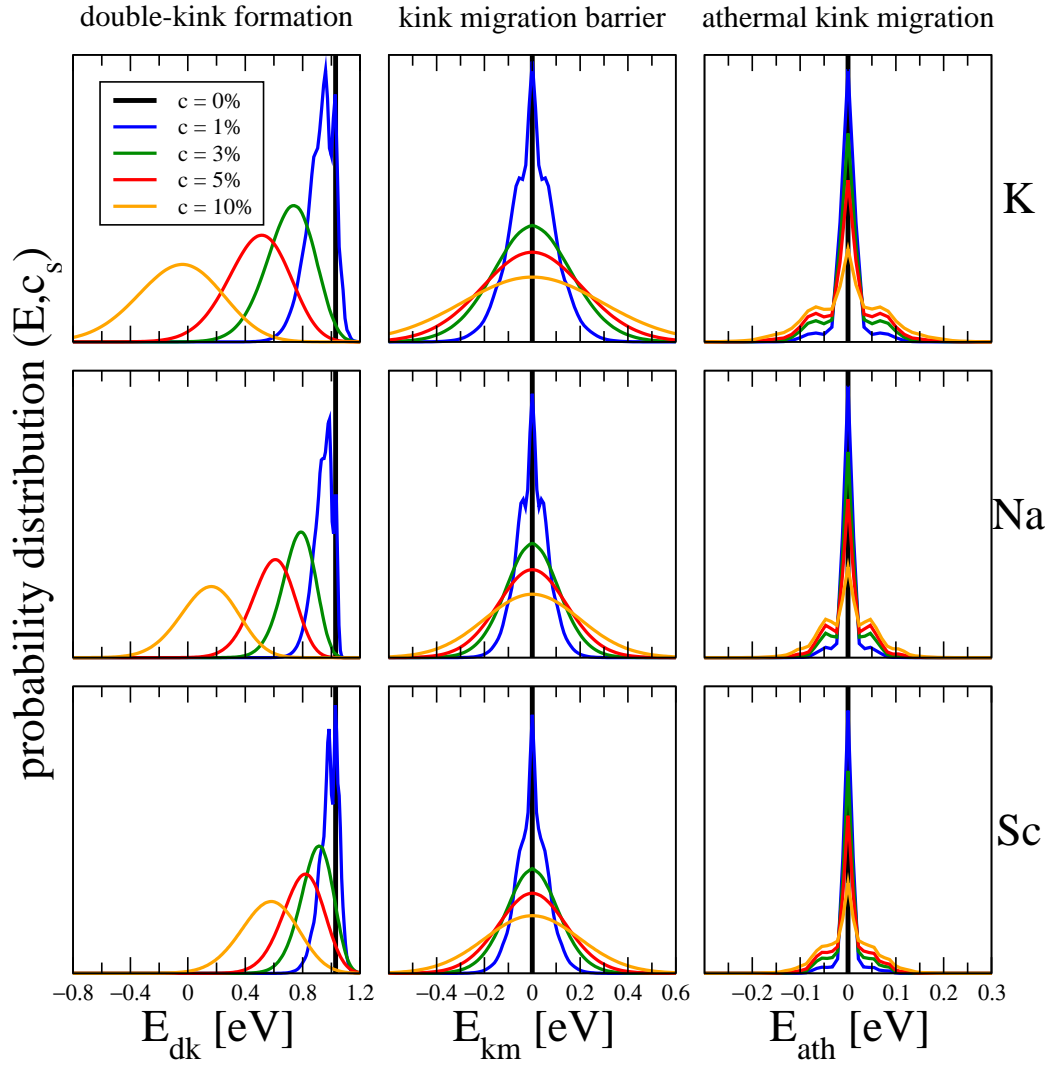 double-kink formation kink migration barrier athermal kink migration
c = 0%
c = 1%
c = 3%
c = 5%
c = 10%
K
Na
Sc
probability distribution (E,c_s)
−0.8 −0.4 0 0.4 0.8 1.2 −0.4 −0.2 0 0.2 0.4 0.6 −0.2 −0.1 0 0.1 0.2 0.3
E_dk [eV] E_km [eV] E_ath [eV]